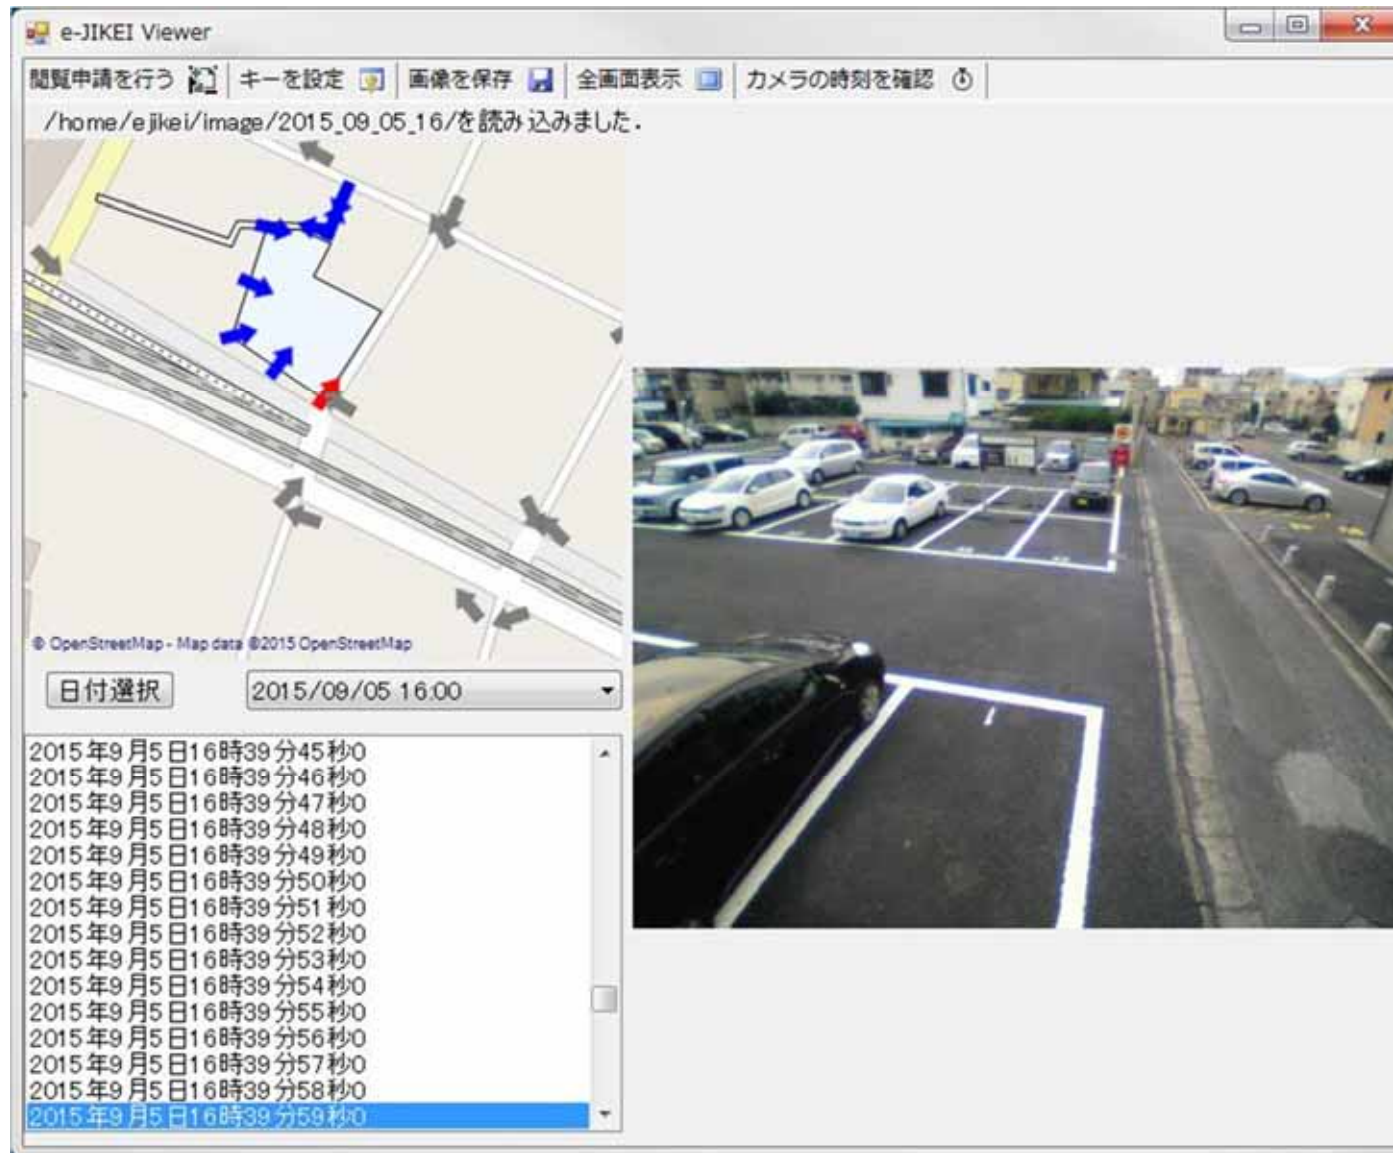 e-JIKEI Viewer
閲覧申請を行う キーを設定 画像を保存 全画面表示 カメラの時刻を確認
/home/ejikei/image/2015_09_05_16/を読み込みました.
© OpenStreetMap - Map data ©2015 OpenStreetMap
日付選択 2015/09/05 16:00
2015年9月5日16時39分45秒0
2015年9月5日16時39分46秒0
2015年9月5日16時39分47秒0
2015年9月5日16時39分48秒0
2015年9月5日16時39分49秒0
2015年9月5日16時39分50秒0
2015年9月5日16時39分51秒0
2015年9月5日16時39分52秒0
2015年9月5日16時39分53秒0
2015年9月5日16時39分54秒0
2015年9月5日16時39分55秒0
2015年9月5日16時39分56秒0
2015年9月5日16時39分57秒0
2015年9月5日16時39分58秒0
2015年9月5日16時39分59秒0